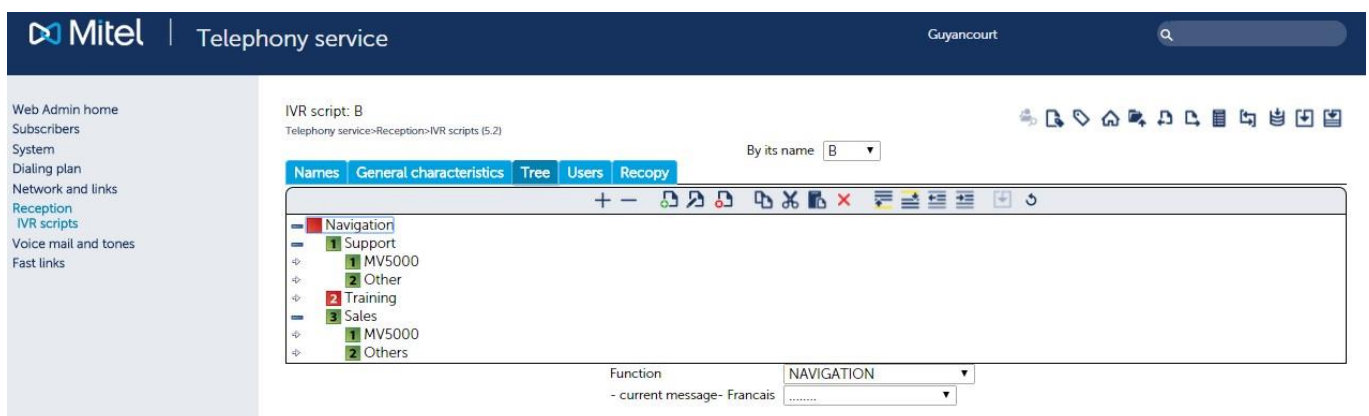 Mitel | Telephony service
Guyancourt
Web Admin home
Subscribers
System
Dialing plan
Network and links
Reception
IVR scripts
Voice mail and tones
Fast links
IVR script: B
Telephony service>Reception>IVR scripts (5.2)
By its name B
Names General characteristics Tree Users Recopy
Navigation
1 Support
1 MV5000
2 Other
2 Training
3 Sales
1 MV5000
2 Others
Function NAVIGATION
- current message- Francais ........